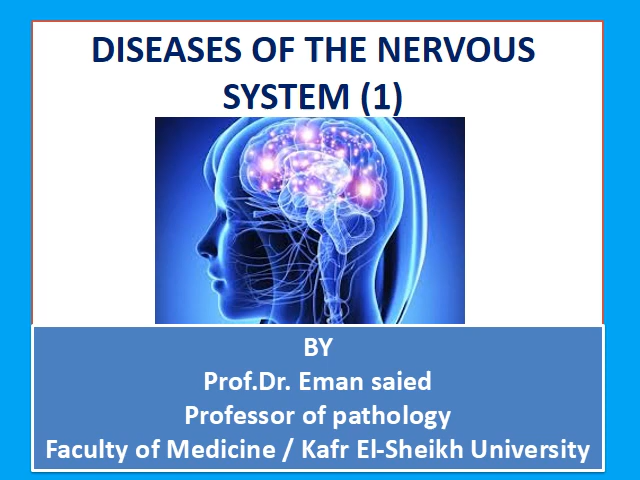 DISEASES OF THE NERVOUS
SYSTEM (1)
BY
Prof.Dr. Eman saied
Professor of pathology
Faculty of Medicine / Kafr El-Sheikh University